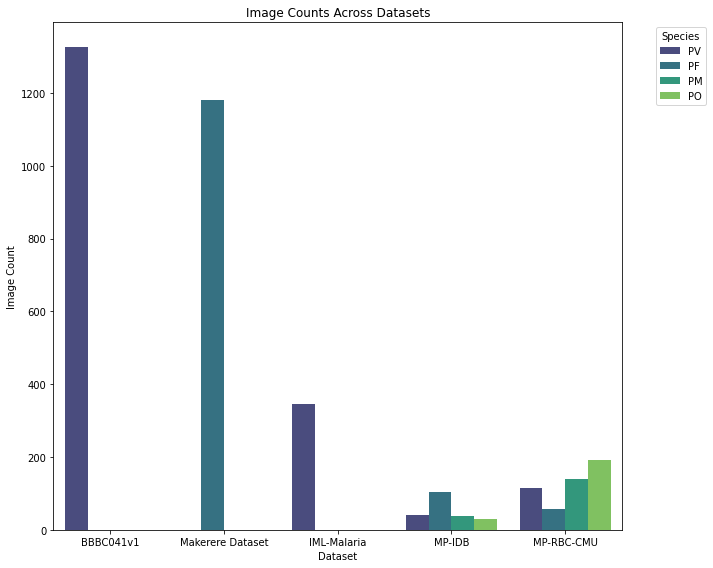 Image Counts Across Datasets
Species
PV
PF
PM
PO
Image Count
1200
1000
800
600
400
200
0
BBBC041v1
Makerere Dataset
IML-Malaria
MP-IDB
MP-RBC-CMU
Dataset